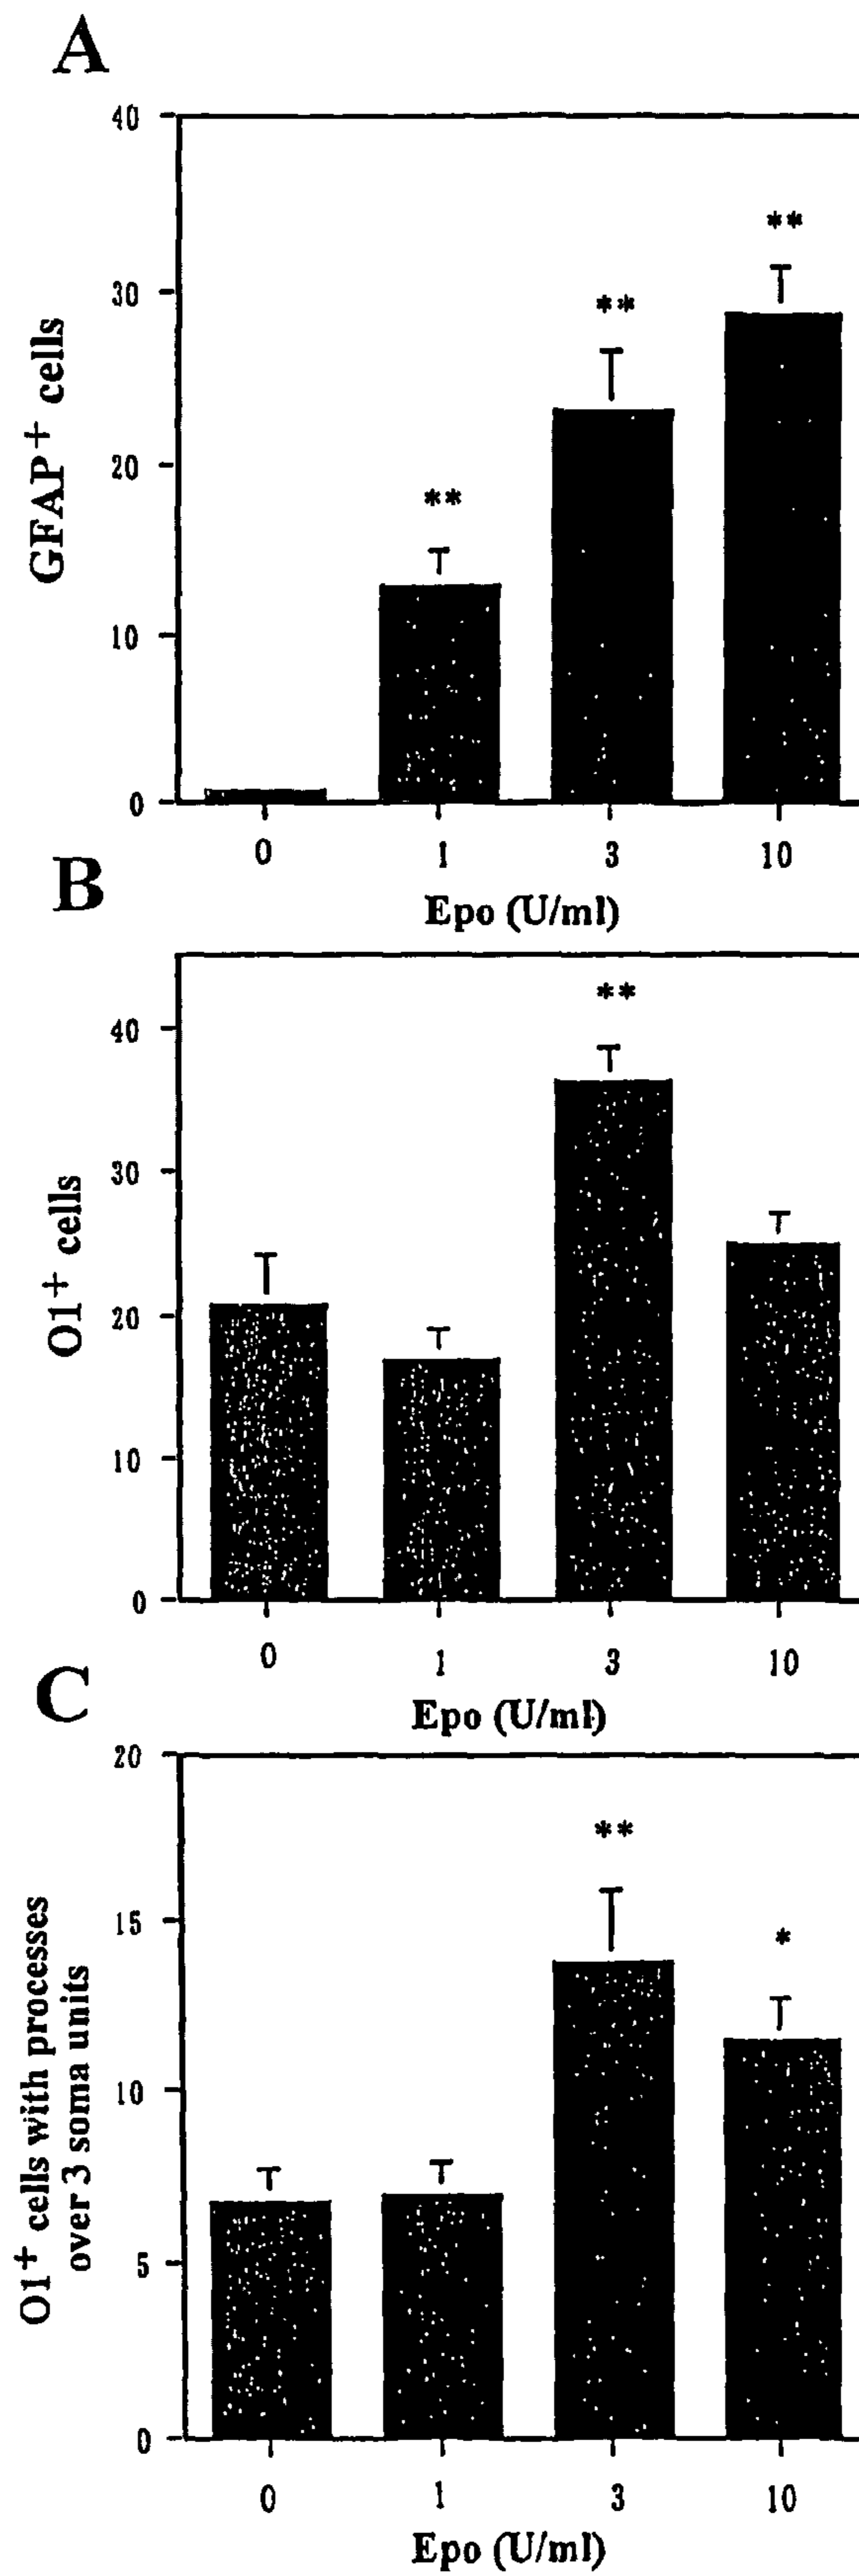 A
40
**
30
**
GFAP+ cells
20
**
10
0
0 1 3 10
Epo (U/ml)
B
**
40
30
O1+ cells
20
10
0
0 1 3 10
Epo (U/ml)
C
20
**
15
*
O1+ cells with processes
over 3 soma units
10
5
0
0 1 3 10
Epo (U/ml)